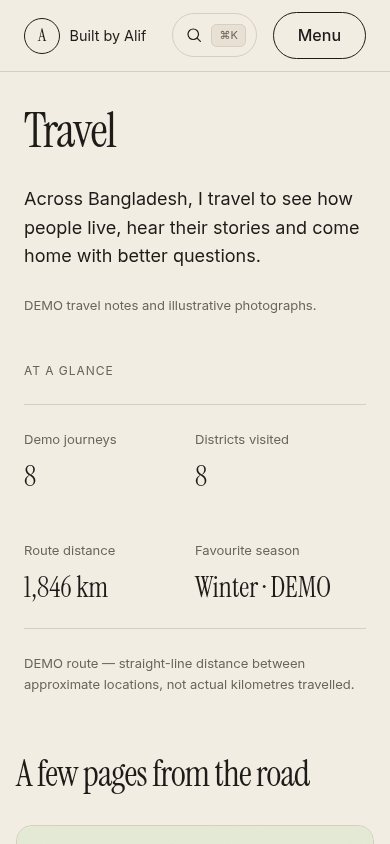 A Built by Alif ⌘K Menu
Travel
Across Bangladesh, I travel to see how
people live, hear their stories and come
home with better questions.
DEMO travel notes and illustrative photographs.
AT A GLANCE
Demo journeys Districts visited
8 8
Route distance Favourite season
1,846 km Winter · DEMO
DEMO route — straight-line distance between
approximate locations, not actual kilometres travelled.
A few pages from the road